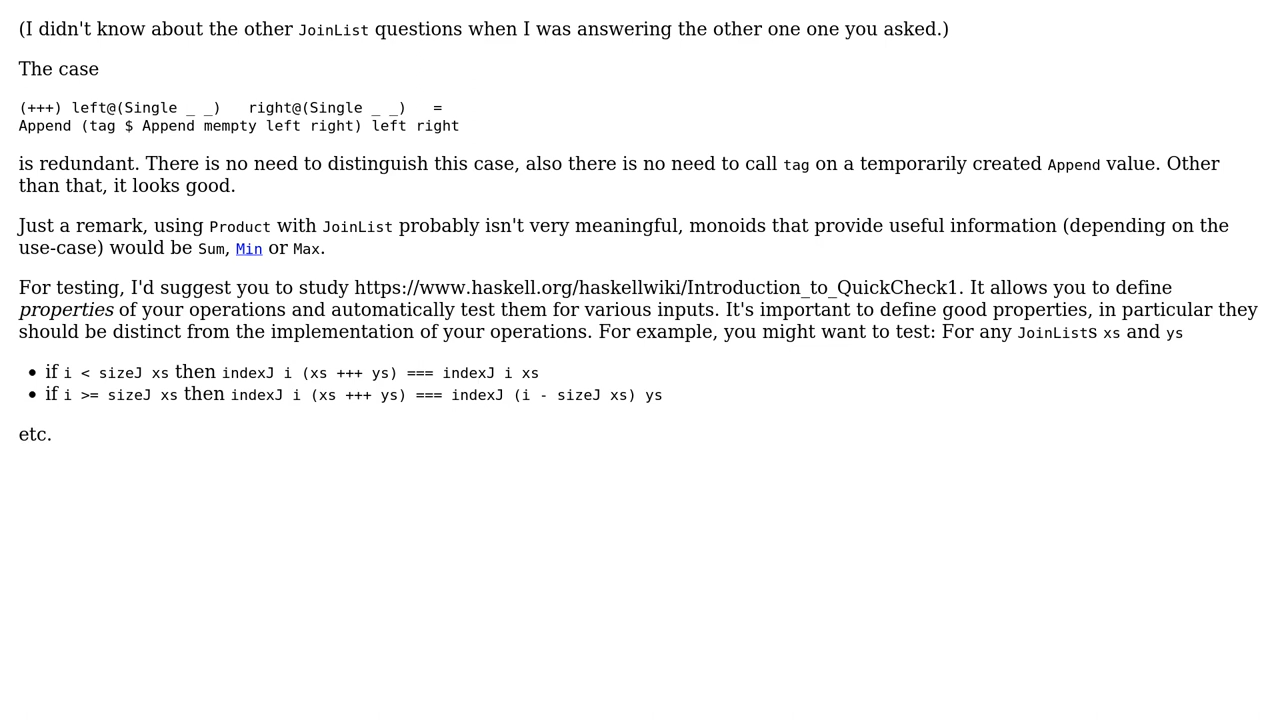 (I didn't know about the other JoinList questions when I was answering the other one one you asked.)
The case
(+++) left@(Single _ _)   right@(Single _ _)   =
Append (tag $ Append mempty left right) left right
is redundant. There is no need to distinguish this case, also there is no need to call tag on a temporarily created Append value. Other
than that, it looks good.
Just a remark, using Product with JoinList probably isn't very meaningful, monoids that provide useful information (depending on the
use-case) would be Sum, Min or Max.
For testing, I'd suggest you to study https://www.haskell.org/haskellwiki/Introduction_to_QuickCheck1. It allows you to define
properties of your operations and automatically test them for various inputs. It's important to define good properties, in particular they
should be distinct from the implementation of your operations. For example, you might want to test: For any JoinLists xs and ys
• if i < sizeJ xs then indexJ i (xs +++ ys) === indexJ i xs
• if i >= sizeJ xs then indexJ i (xs +++ ys) === indexJ (i - sizeJ xs) ys
etc.